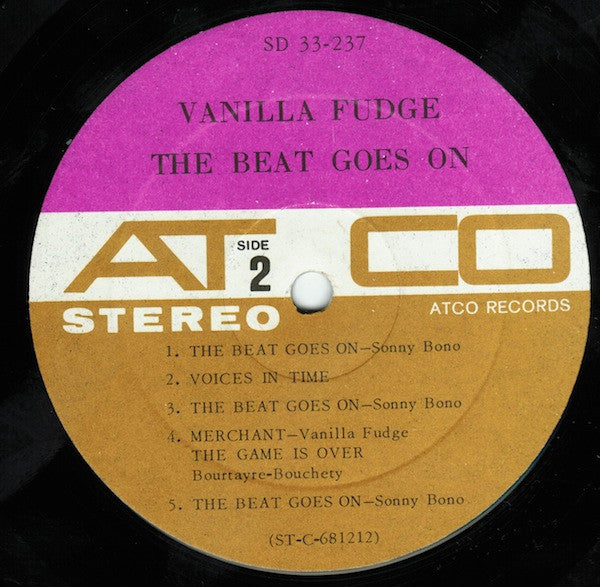 SD 33-237
VANILLA FUDGE
THE BEAT GOES ON
ATCO
SIDE
2
STEREO
ATCO RECORDS
1. THE BEAT GOES ON—Sonny Bono
2. VOICES IN TIME
3. THE BEAT GOES ON—Sonny Bono
4. MERCHANT—Vanilla Fudge
THE GAME IS OVER
Bourtayre-Bouchety
5. THE BEAT GOES ON—Sonny Bono
(ST-C-681212)